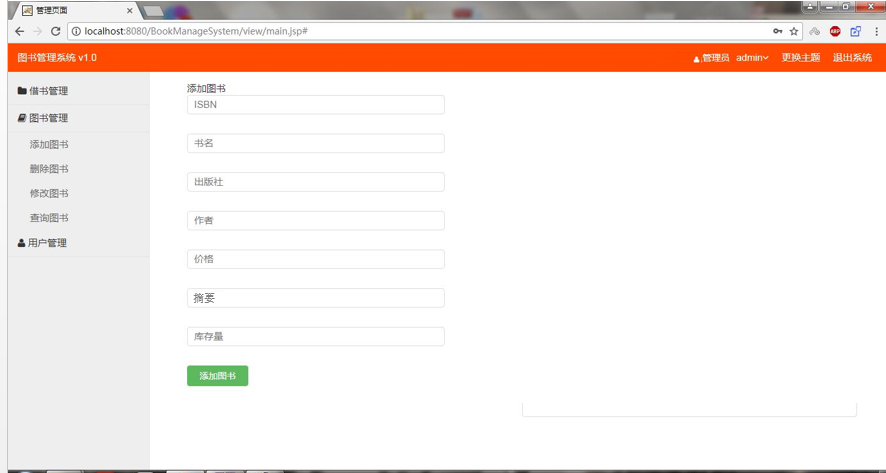 管理页面
localhost:8080/BookManageSystem/view/main.jsp#
ABP
图书管理系统 v1.0
管理员 admin 更换主题 退出系统
借书管理
图书管理
添加图书
删除图书
修改图书
查询图书
用户管理
添加图书
ISBN
书名
出版社
作者
价格
摘要
库存量
添加图书